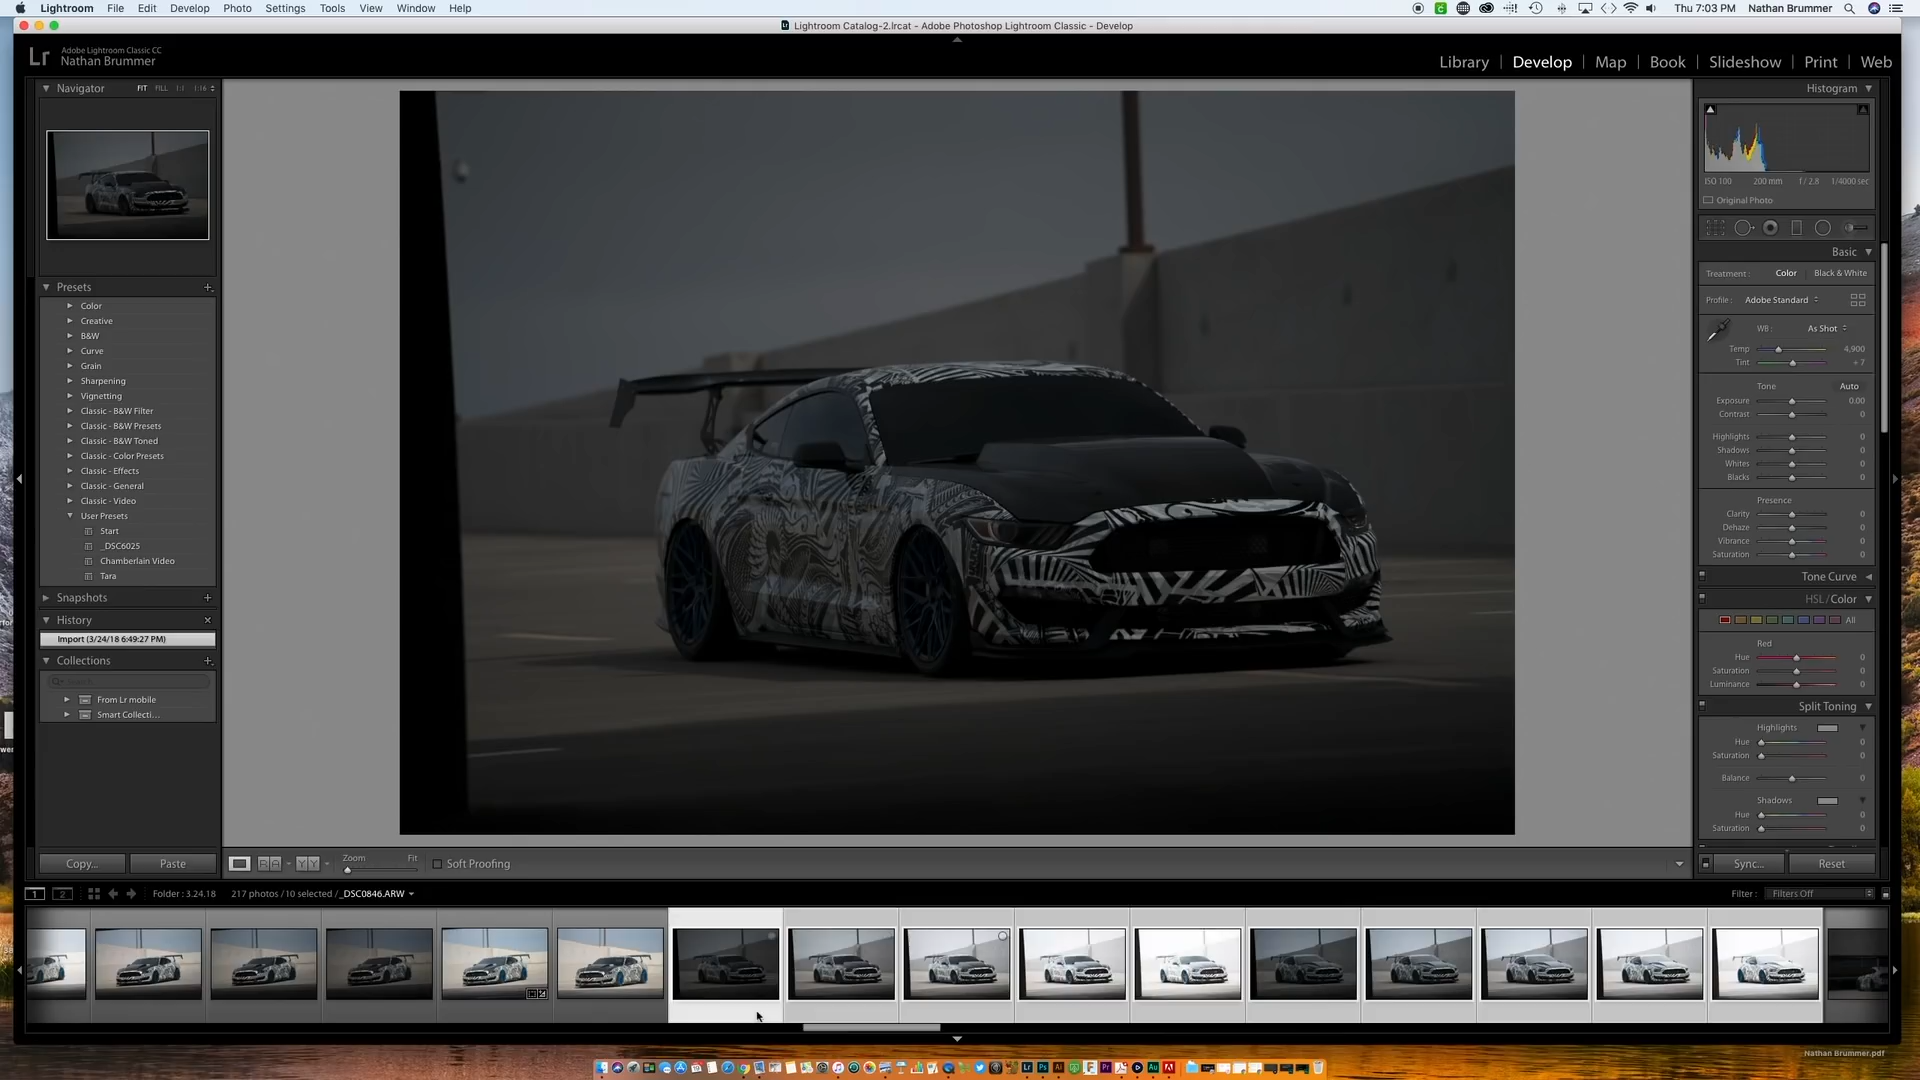 Lightroom File Edit Develop Photo Settings Tools View Window Help Thu 7:03 PM Nathan Brummer
Lightroom Catalog-2.lrcat - Adobe Photoshop Lightroom Classic - Develop
Lr Adobe Lightroom Classic CC
Nathan Brummer
Library | Develop | Map | Book | Slideshow | Print | Web
Navigator FIT FILL 1:1 1:16
Presets
Color
Creative
B&W
Curve
Grain
Sharpening
Vignetting
Classic - B&W Filter
Classic - B&W Presets
Classic - B&W Toned
Classic - Color Presets
Classic - Effects
Classic - General
Classic - Video
User Presets
Start
_DSC6025
Chamberlain Video
Tara
Snapshots
History
Import (3/24/18 6:49:27 PM)
Collections
Search
From Lr mobile
Smart Collecti...
Copy... Paste
Histogram
ISO 100 200 mm f / 2.8 1/4000 sec
Original Photo
Basic
Treatment : Color Black & White
Profile : Adobe Standard
WB : As Shot
Temp 4,900
Tint + 7
Tone Auto
Exposure 0.00
Contrast 0
Highlights 0
Shadows 0
Whites 0
Blacks 0
Presence
Clarity 0
Dehaze 0
Vibrance 0
Saturation 0
Tone Curve
HSL / Color
All
Red
Hue 0
Saturation 0
Luminance 0
Split Toning
Highlights
Hue 0
Saturation 0
Balance 0
Shadows
Hue 0
Saturation 0
Sync... Reset
Zoom Fit Soft Proofing
1 2 Folder : 3.24.18 217 photos / 10 selected / _DSC0846.ARW Filter : Filters Off
Nathan Brummer.pdf